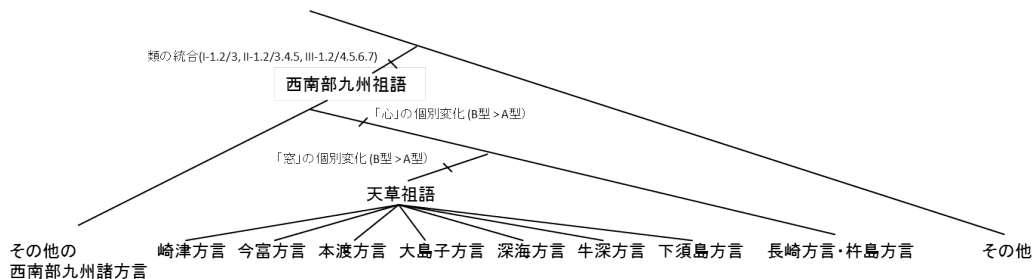 類の統合(I-1.2/3, II-1.2/3.4.5, III-1.2/4.5.6.7)
西南部九州祖語
「心」の個別変化(B型 > A型)
「窓」の個別変化(B型 > A型)
天草祖語
その他の
西南部九州諸方言
崎津方言
今富方言
本渡方言
大島子方言
深海方言
牛深方言
下須島方言
長崎方言・杵島方言
その他